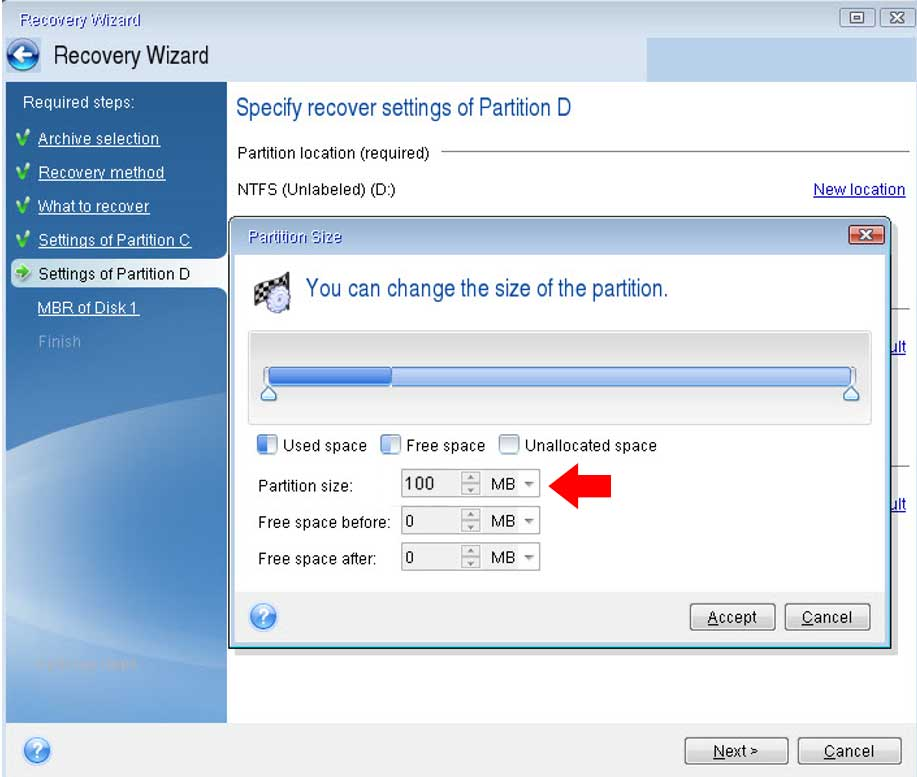 Recovery Wizard
Recovery Wizard
Required steps:
Archive selection
Recovery method
What to recover
Settings of Partition C
Settings of Partition D
MBR of Disk 1
Finish
Specify recover settings of Partition D
Partition location (required)
NTFS (Unlabeled) (D:)
New location
Partition Size
You can change the size of the partition.
Used space
Free space
Unallocated space
Partition size:
100
MB
Free space before:
0
MB
Free space after:
0
MB
?
Accept
Cancel
?
Next >
Cancel